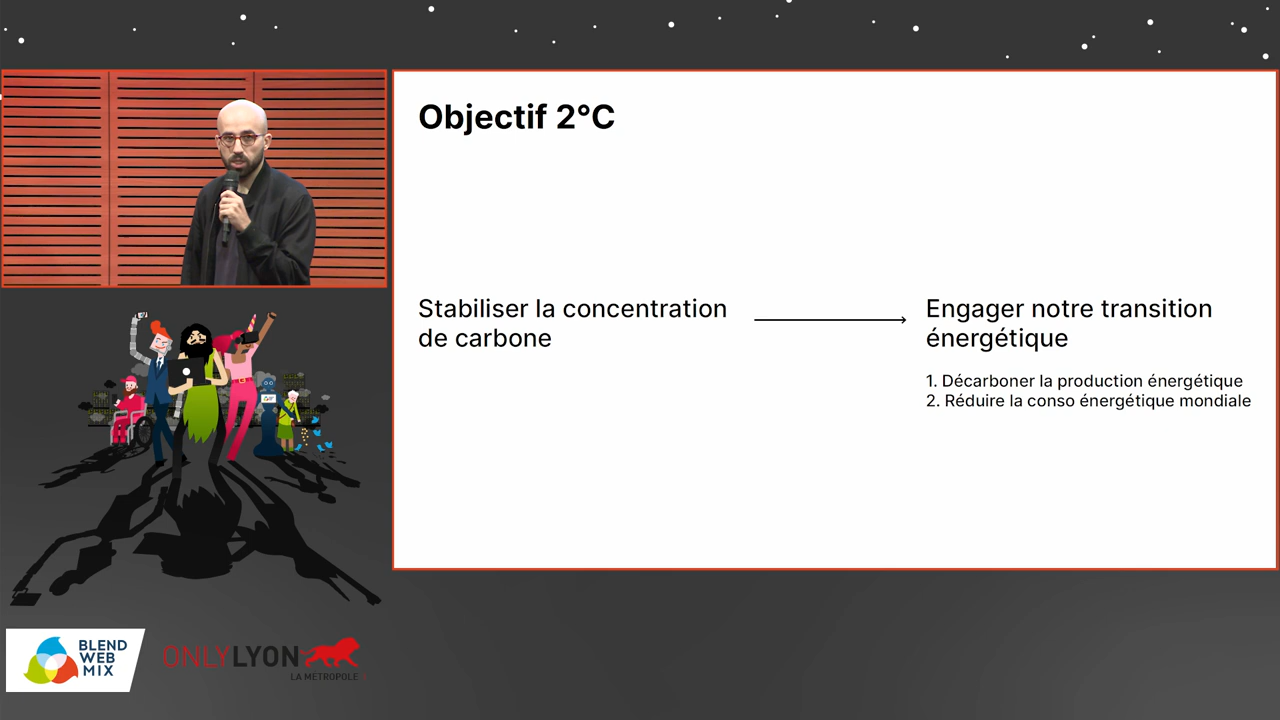 Objectif 2°C
Stabiliser la concentration
de carbone
Engager notre transition
énergétique
1. Décarboner la production énergétique
2. Réduire la conso énergétique mondiale
BLEND
WEB
MIX
ONLYLYON
LA MÉTROPOLE